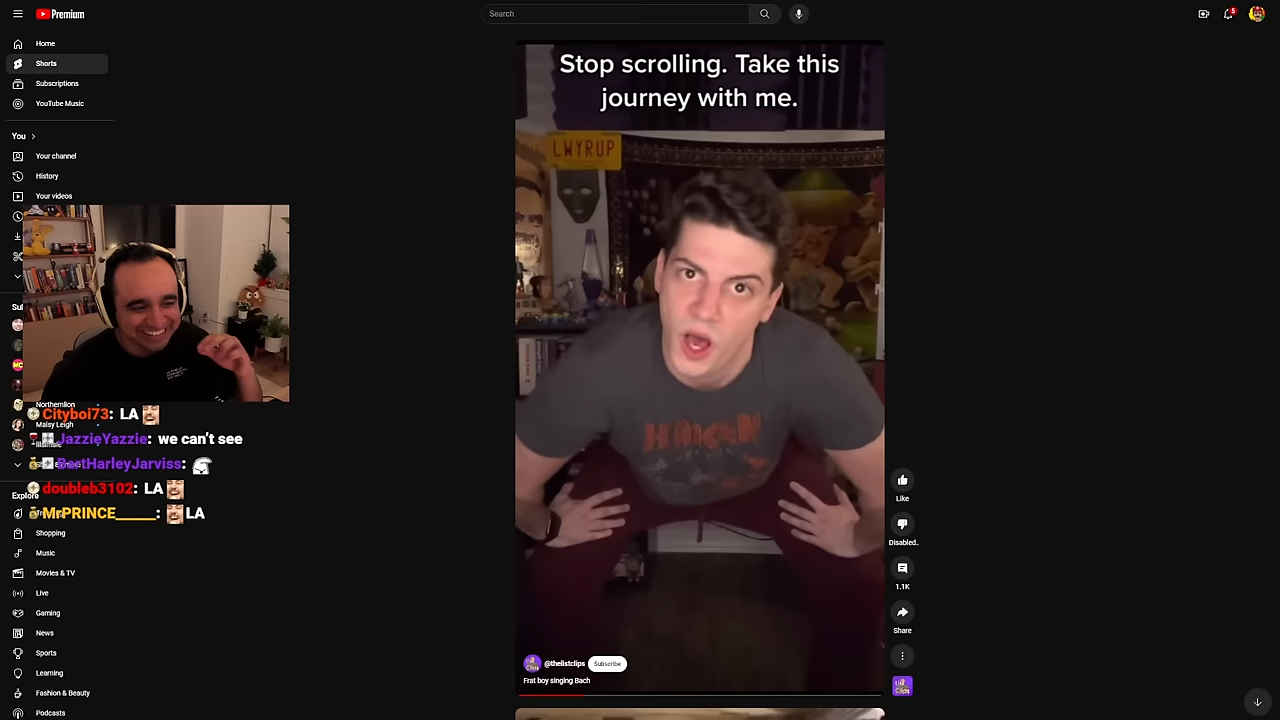 Premium
Search
5
Home
Shorts
Subscriptions
YouTube Music
You
Your channel
History
Your videos
Stop scrolling. Take this
journey with me.
LWYRUP
Northernlion
Maisy Leigh
Cityboi73: LA
JazzieYazzie: we can't see
DartHarleyJarviss:
doubleb3102: LA
MrPRINCE_____: LA
Explore
Shopping
Music
Movies & TV
Live
Gaming
News
Sports
Learning
Fashion & Beauty
Podcasts
HAKEN
Like
Disabled..
1.1K
Share
@thelistclips
Subscribe
Frat boy singing Bach